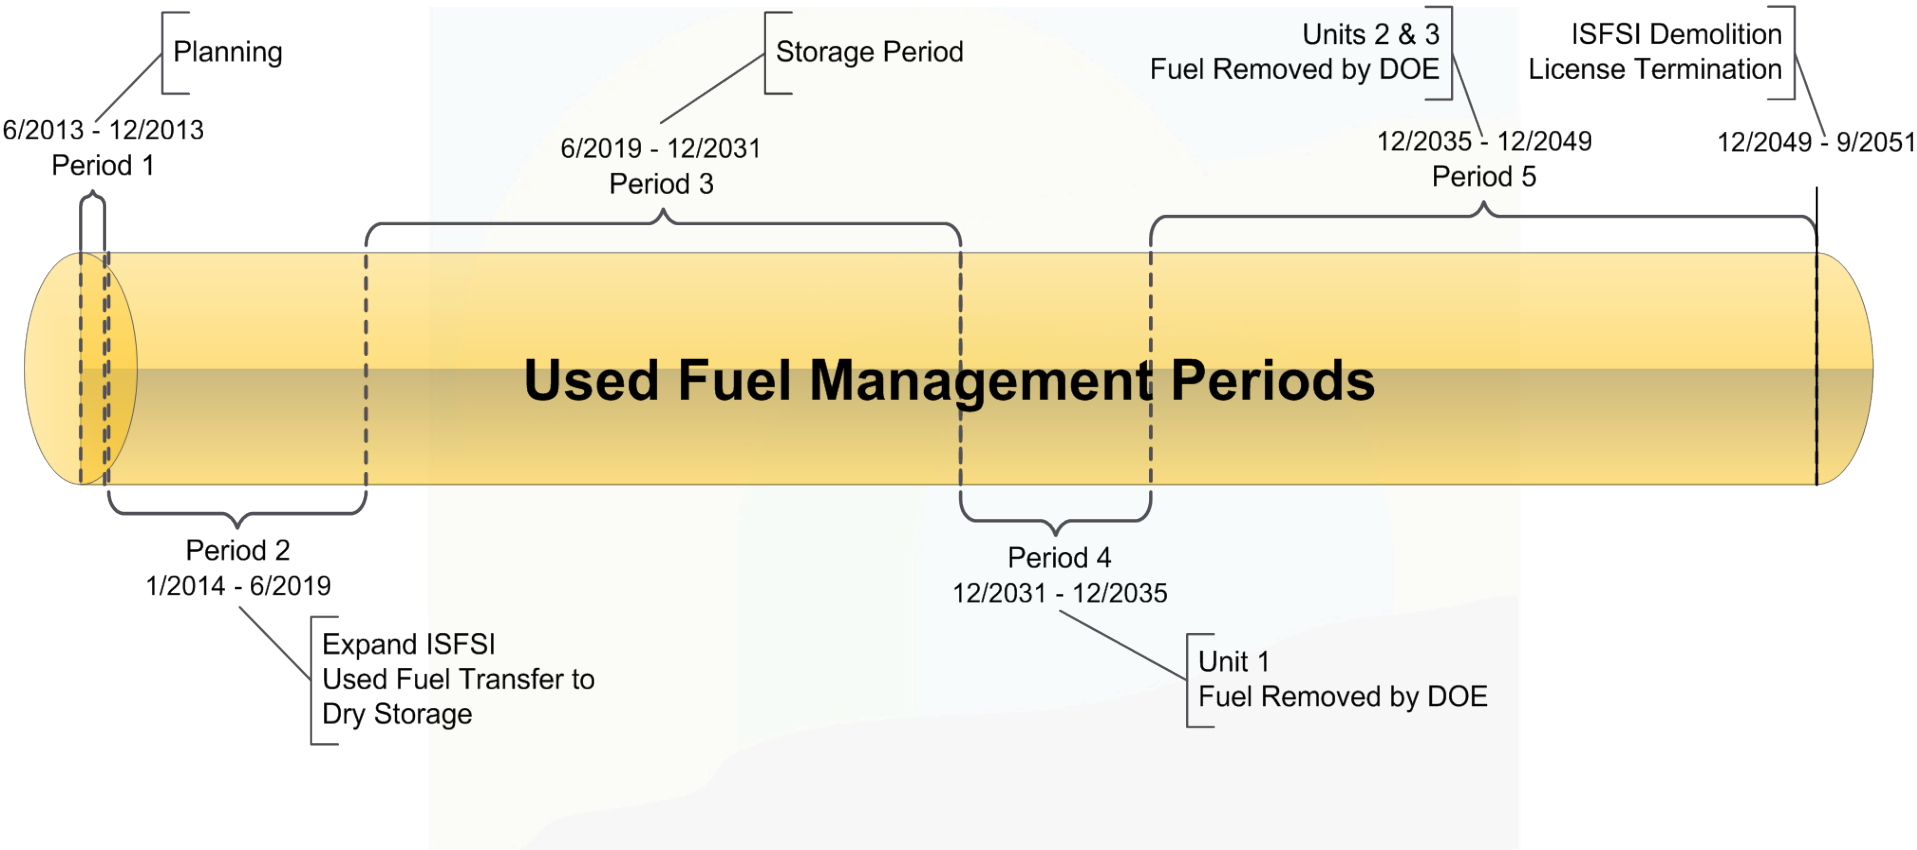 Planning
6/2013 - 12/2013
Period 1
Storage Period
6/2019 - 12/2031
Period 3
Units 2 & 3
Fuel Removed by DOE
12/2035 - 12/2049
Period 5
ISFSI Demolition
License Termination
12/2049 - 9/2051
Used Fuel Management Periods
Period 2
1/2014 - 6/2019
Expand ISFSI
Used Fuel Transfer to
Dry Storage
Period 4
12/2031 - 12/2035
Unit 1
Fuel Removed by DOE